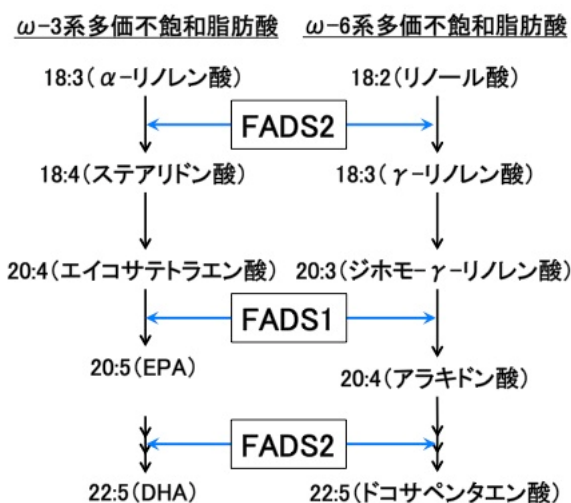 ω-3系多価不飽和脂肪酸 ω-6系多価不飽和脂肪酸
18:3(α-リノレン酸) 18:2(リノール酸)
FADS2
18:4(ステアリドン酸) 18:3(γ-リノレン酸)
20:4(エイコサテトラエン酸) 20:3(ジホモ-γ-リノレン酸)
FADS1
20:5(EPA)
20:4(アラキドン酸)
FADS2
22:5(DHA) 22:5(ドコサペンタエン酸)